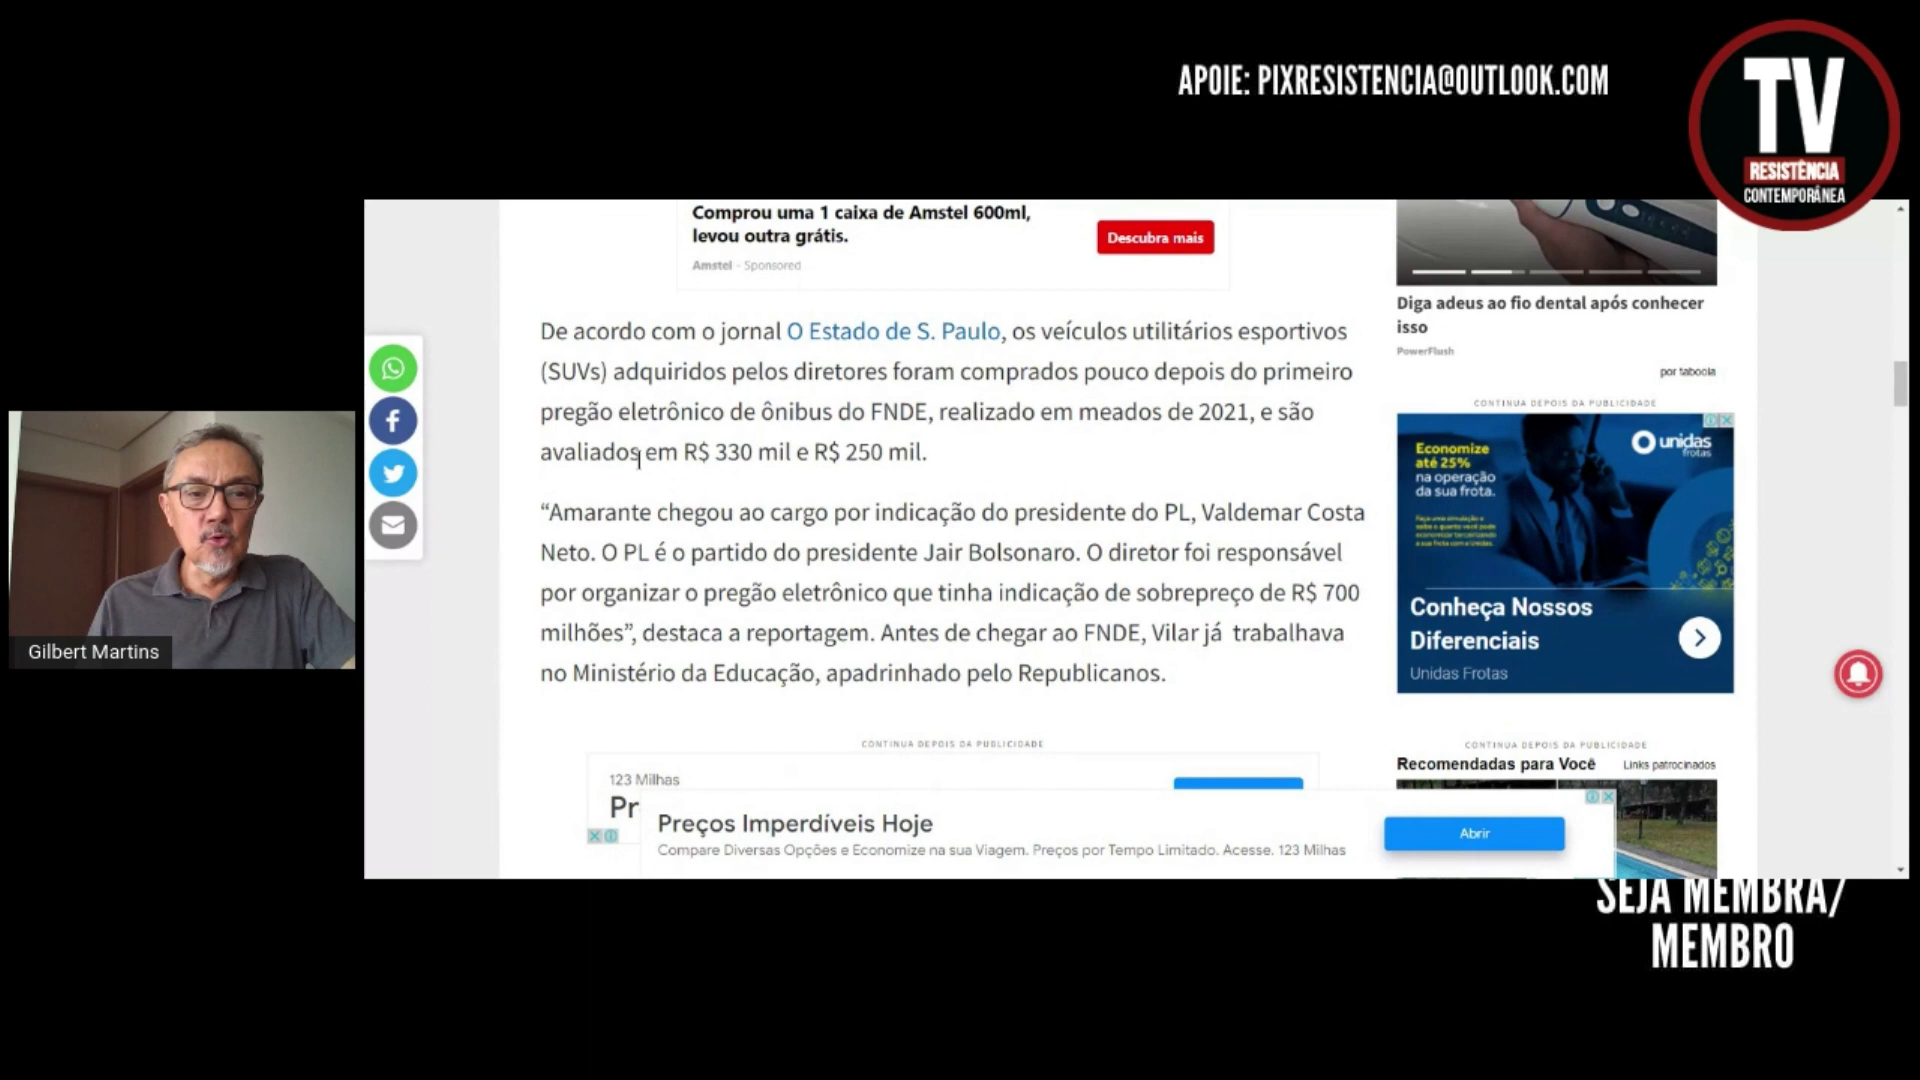 APOIE: PIXRESISTENCIA@OUTLOOK.COM
TV
RESISTÊNCIA
CONTEMPORÂNEA
Comprou uma 1 caixa de Amstel 600ml,
levou outra grátis.
Amstel - Sponsored
Descubra mais
De acordo com o jornal O Estado de S. Paulo, os veículos utilitários esportivos
(SUVs) adquiridos pelos diretores foram comprados pouco depois do primeiro
pregão eletrônico de ônibus do FNDE, realizado em meados de 2021, e são
avaliados em R$ 330 mil e R$ 250 mil.
“Amarante chegou ao cargo por indicação do presidente do PL, Valdemar Costa
Neto. O PL é o partido do presidente Jair Bolsonaro. O diretor foi responsável
por organizar o pregão eletrônico que tinha indicação de sobrepreço de R$ 700
milhões”, destaca a reportagem. Antes de chegar ao FNDE, Vilar já trabalhava
no Ministério da Educação, apadrinhado pelo Republicanos.
CONTINUA DEPOIS DA PUBLICIDADE
123 Milhas
Pr
Preços Imperdíveis Hoje
Compare Diversas Opções e Economize na sua Viagem. Preços por Tempo Limitado. Acesse. 123 Milhas
Abrir
Diga adeus ao fio dental após conhecer
isso
PowerFlush
por taboola
CONTINUA DEPOIS DA PUBLICIDADE
Economize
até 25%
na operação
da sua frota.
unidas
frotas
Conheça Nossos
Diferenciais
Unidas Frotas
CONTINUA DEPOIS DA PUBLICIDADE
Recomendadas para Você
Links patrocinados
Gilbert Martins
SEJA MEMBRA/
MEMBRO